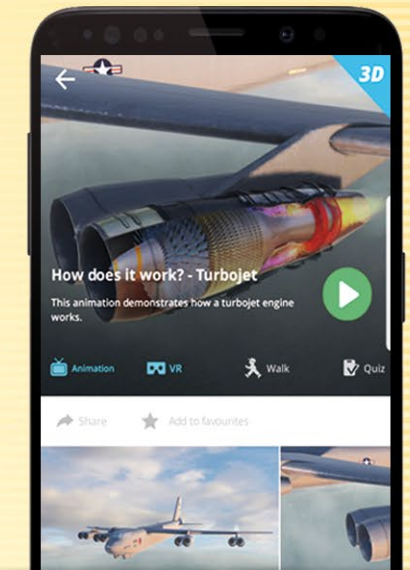 3D
How does it work? - Turbojet
This animation demonstrates how a turbojet engine
works.
Animation
VR
Walk
Quiz
Share
Add to favourites